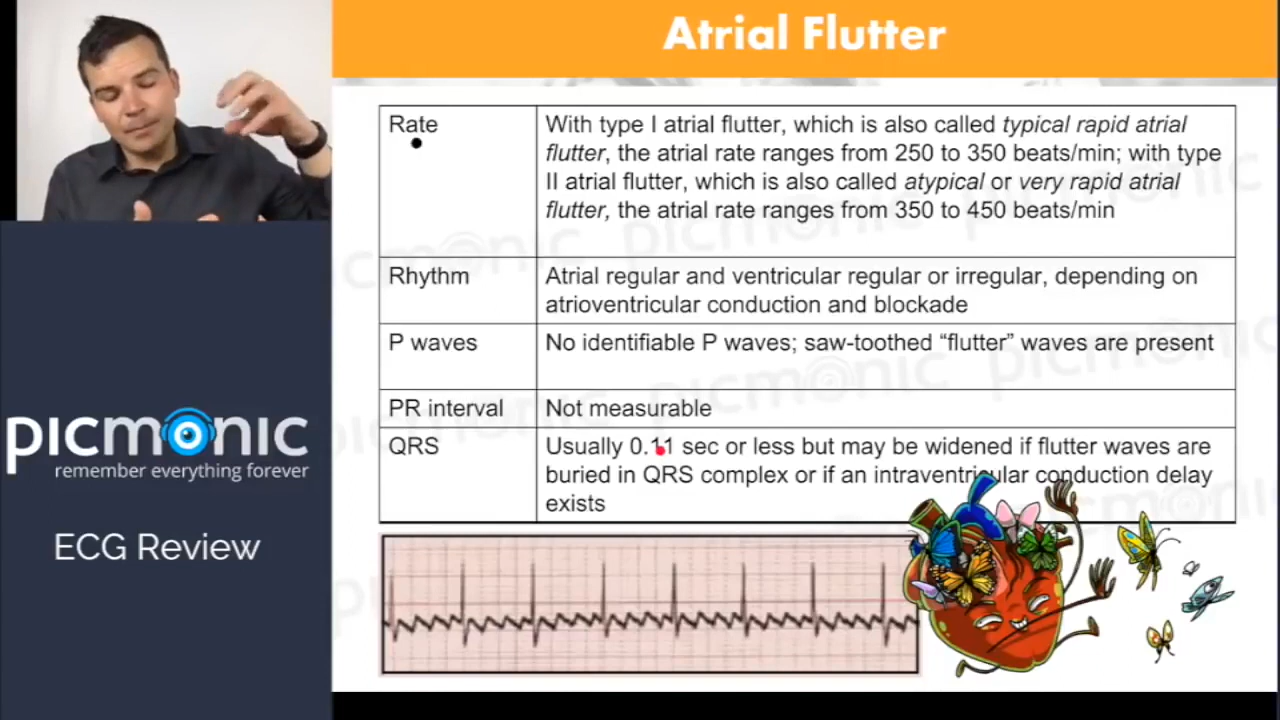 Atrial Flutter
Rate
With type I atrial flutter, which is also called typical rapid atrial
flutter, the atrial rate ranges from 250 to 350 beats/min; with type
II atrial flutter, which is also called atypical or very rapid atrial
flutter, the atrial rate ranges from 350 to 450 beats/min
Rhythm
Atrial regular and ventricular regular or irregular, depending on
atrioventricular conduction and blockade
P waves
No identifiable P waves; saw-toothed “flutter” waves are present
PR interval
Not measurable
QRS
Usually 0.11 sec or less but may be widened if flutter waves are
buried in QRS complex or if an intraventricular conduction delay
exists
picmonic
remember everything forever
ECG Review
picmonic
picmonic
picmonic
picmonic